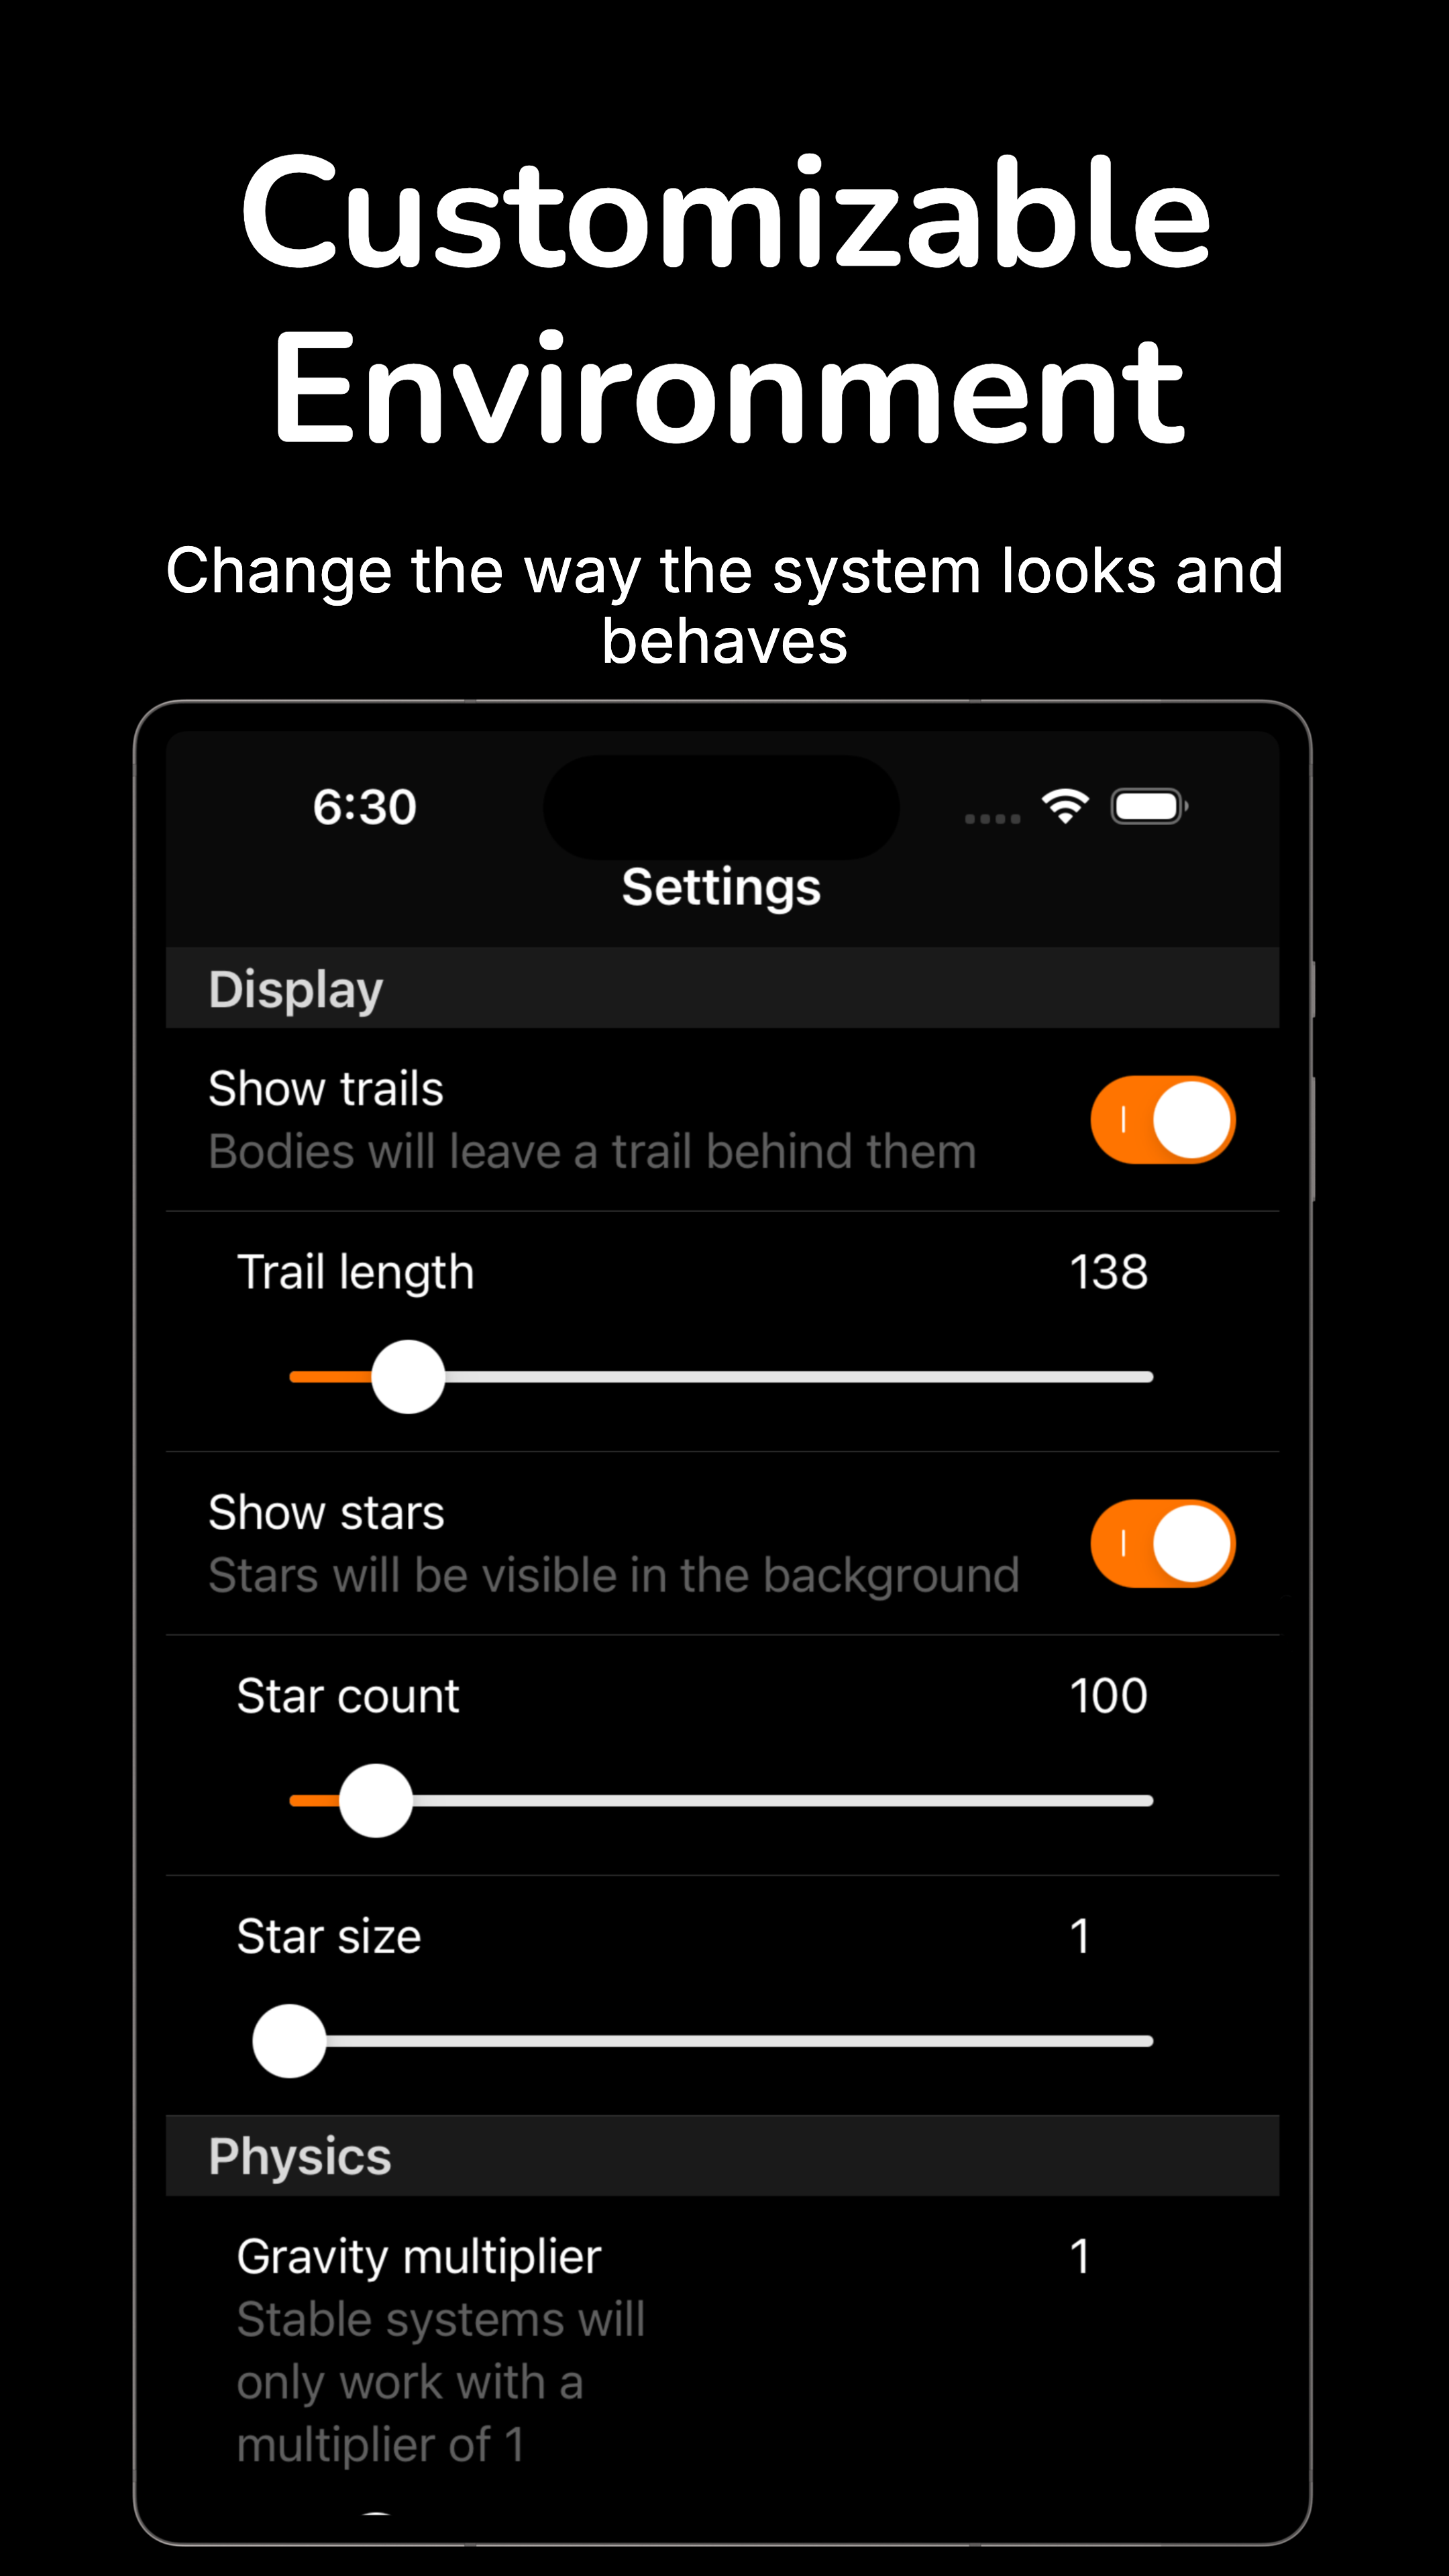 Customizable
Environment
Change the way the system looks and
behaves
6:30
Settings
Display
Show trails
Bodies will leave a trail behind them
Trail length 138
Show stars
Stars will be visible in the background
Star count 100
Star size 1
Physics
Gravity multiplier 1
Stable systems will
only work with a
multiplier of 1